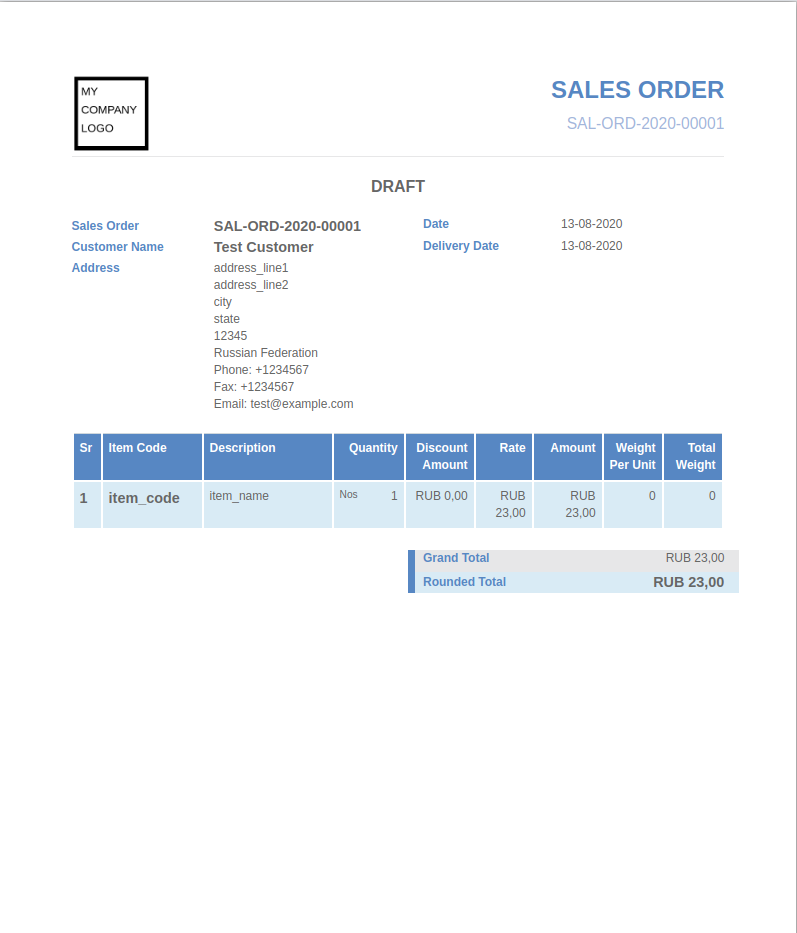 MY
COMPANY
LOGO
SALES ORDER
SAL-ORD-2020-00001
DRAFT
Sales Order SAL-ORD-2020-00001
Customer Name Test Customer
Address address_line1
address_line2
city
state
12345
Russian Federation
Phone: +1234567
Fax: +1234567
Email: test@example.com
Date 13-08-2020
Delivery Date 13-08-2020
Sr Item Code Description Quantity Discount Rate Amount Weight Total
Amount Per Unit Weight
1 item_code item_name Nos 1 RUB 0,00 RUB RUB 0 0
23,00 23,00
Grand Total RUB 23,00
Rounded Total RUB 23,00